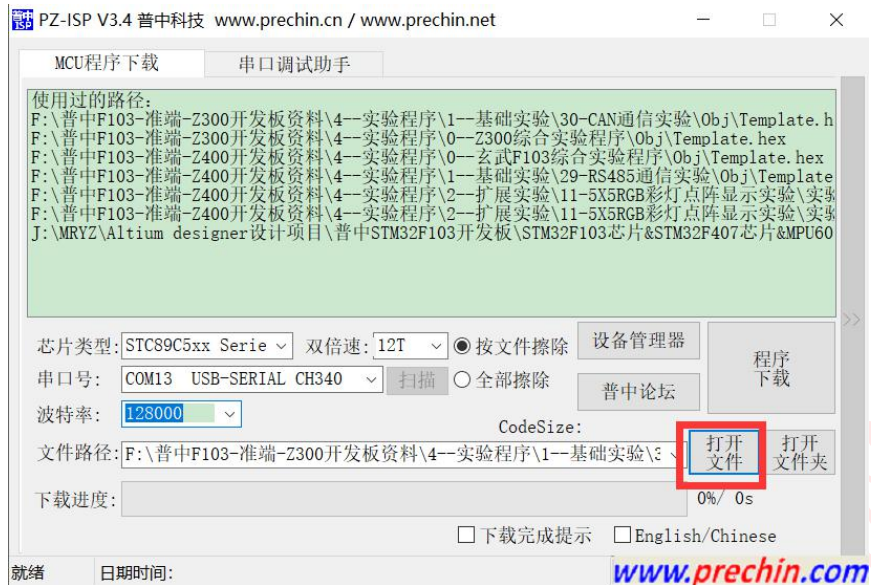 普中ISP PZ-ISP V3.4 普中科技 www.prechin.cn / www.prechin.net
MCU程序下载 串口调试助手
使用过的路径:
F:\普中F103-准端-Z300开发板资料\4--实验程序\1--基础实验\30-CAN通信实验\Obj\Template.h
F:\普中F103-准端-Z300开发板资料\4--实验程序\0--Z300综合实验程序\Obj\Template.hex
F:\普中F103-准端-Z400开发板资料\4--实验程序\0--玄武F103综合实验程序\Obj\Template.hex
F:\普中F103-准端-Z400开发板资料\4--实验程序\1--基础实验\29-RS485通信实验\Obj\Template
F:\普中F103-准端-Z400开发板资料\4--实验程序\2--扩展实验\11-5X5RGB彩灯点阵显示实验\实验
F:\普中F103-准端-Z400开发板资料\4--实验程序\2--扩展实验\11-5X5RGB彩灯点阵显示实验\实验
J:\MRYZ\Altium designer设计项目\普中STM32F103开发板\STM32F103芯片&STM32F407芯片&MPU60
>>
芯片类型: STC89C5xx Serie 双倍速: 12T 按文件擦除 设备管理器
程序下载
串口号: COM13 USB-SERIAL CH340 扫描 全部擦除 普中论坛
波特率: 128000
CodeSize:
文件路径: F:\普中F103-准端-Z300开发板资料\4--实验程序\1--基础实验\3 打开文件 打开文件夹
下载进度: 0%/ 0s
下载完成提示 English/Chinese
就绪 日期时间: www.prechin.com